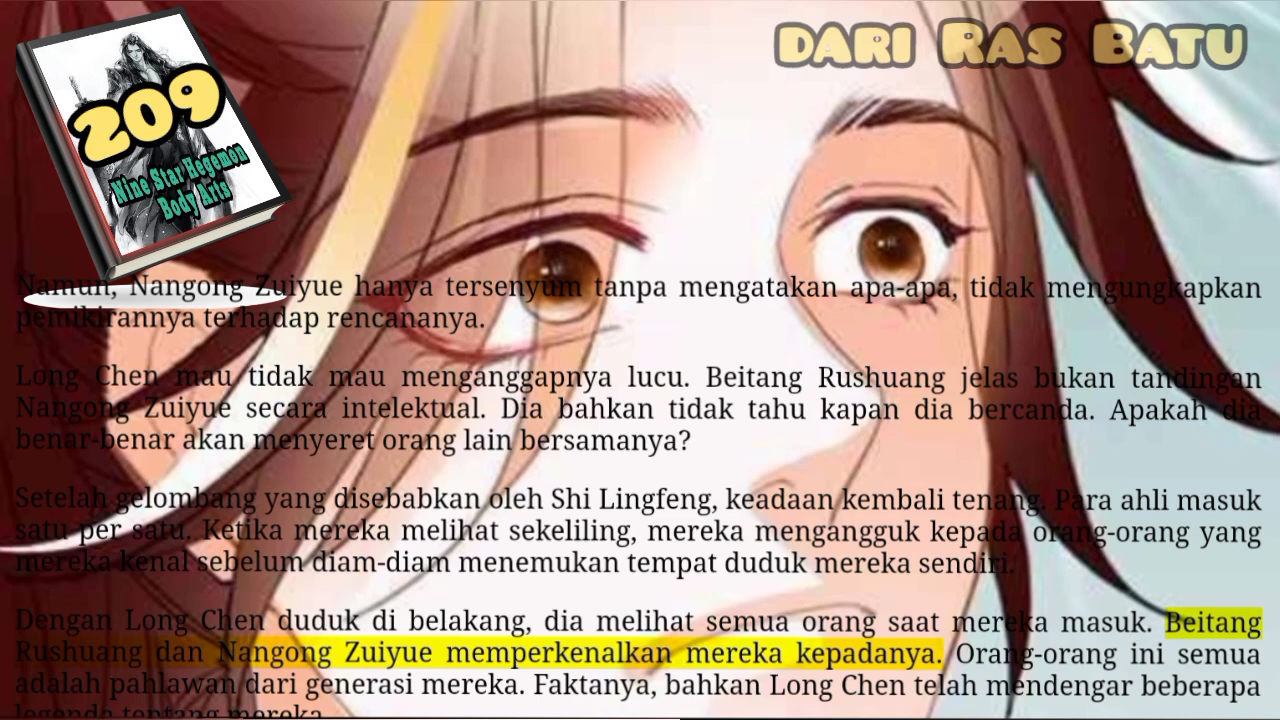 DARI RAS BATU
209
Nine Star Hegemon
Body Arts
Namun, Nangong Zuiyue hanya tersenyum tanpa mengatakan apa-apa, tidak mengungkapkan
pemikirannya terhadap rencananya.
Long Chen mau tidak mau menganggapnya lucu. Beitang Rushuang jelas bukan tandingan
Nangong Zuiyue secara intelektual. Dia bahkan tidak tahu kapan dia bercanda. Apakah dia
benar-benar akan menyeret orang lain bersamanya?
Setelah gelombang yang disebabkan oleh Shi Lingfeng, keadaan kembali tenang. Para ahli masuk
satu per satu. Ketika mereka melihat sekeliling, mereka mengangguk kepada orang-orang yang
mereka kenal sebelum diam-diam menemukan tempat duduk mereka sendiri.
Dengan Long Chen duduk di belakang, dia melihat semua orang saat mereka masuk. Beitang
Rushuang dan Nangong Zuiyue memperkenalkan mereka kepadanya. Orang-orang ini semua
adalah pahlawan dari generasi mereka. Faktanya, bahkan Long Chen telah mendengar beberapa
legenda tentang mereka.